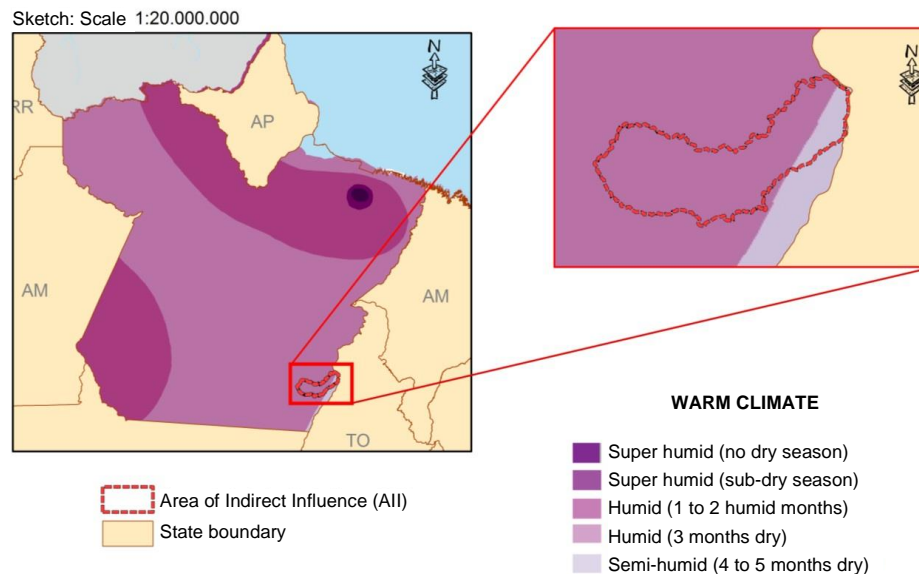 Sketch: Scale 1:20.000.000
N
N
RR
AP
AM
AM
TO
WARM CLIMATE
Super humid (no dry season)
Super humid (sub-dry season)
Humid (1 to 2 humid months)
Humid (3 months dry)
Semi-humid (4 to 5 months dry)
Area of Indirect Influence (AII)
State boundary